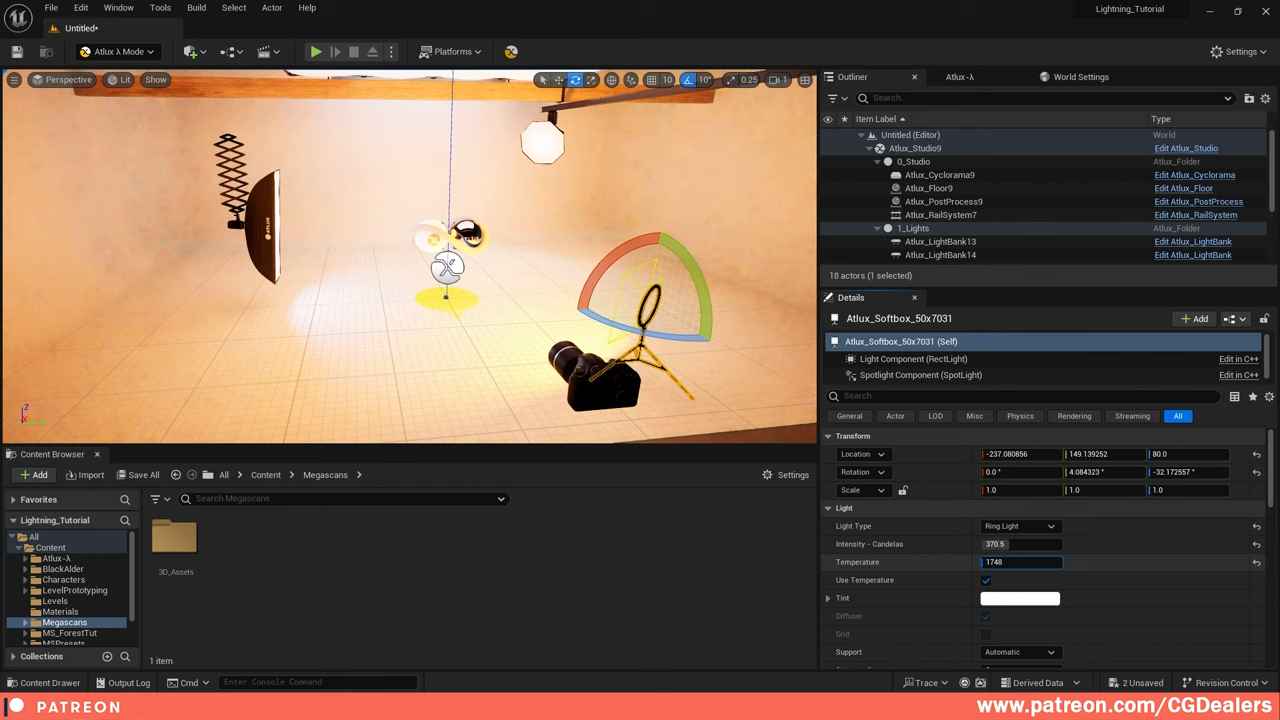 File Edit Window Tools Build Select Actor Help
Lightning_Tutorial
Untitled*
Atlux λ Mode
Platforms
Settings
Perspective Lit Show
10 10° 0.25 1
Outliner Atlux-λ World Settings
Search...
Item Label Type
Untitled (Editor) World
Atlux_Studio9 Edit Atlux_Studio
0_Studio Atlux_Folder
Atlux_Cyclorama9 Edit Atlux_Cyclorama
Atlux_Floor9 Edit Atlux_Floor
Atlux_PostProcess9 Edit Atlux_PostProcess
Atlux_RailSystem7 Edit Atlux_RailSystem
1_Lights Atlux_Folder
Atlux_LightBank13 Edit Atlux_LightBank
Atlux_LightBank14 Edit Atlux_LightBank
18 actors (1 selected)
Details
Atlux_Softbox_50x7031 Add
Atlux_Softbox_50x7031 (Self)
Light Component (RectLight) Edit in C++
Spotlight Component (SpotLight) Edit in C++
Search
General Actor LOD Misc Physics Rendering Streaming All
Transform
Location -237.080856 149.139252 80.0
Rotation 0.0 ° 4.084323 ° -32.172557 °
Scale 1.0 1.0 1.0
Light
Light Type Ring Light
Intensity - Candelas 370.5
Temperature 1748
Use Temperature
Tint
Diffuser
Grid
Support Automatic
Z
X
Content Browser
Add Import Save All All Content Megascans Settings
Favorites
Search Megascans
Lightning_Tutorial
All
Content
Atlux-λ
BlackAlder
Characters
LevelPrototyping
Levels
Materials
Megascans
MS_ForestTut
MSPresets
3D_Assets
Collections
1 item
Content Drawer Output Log Cmd Enter Console Command Trace Derived Data 2 Unsaved Revision Control
PATREON
www.patreon.com/CGDealers